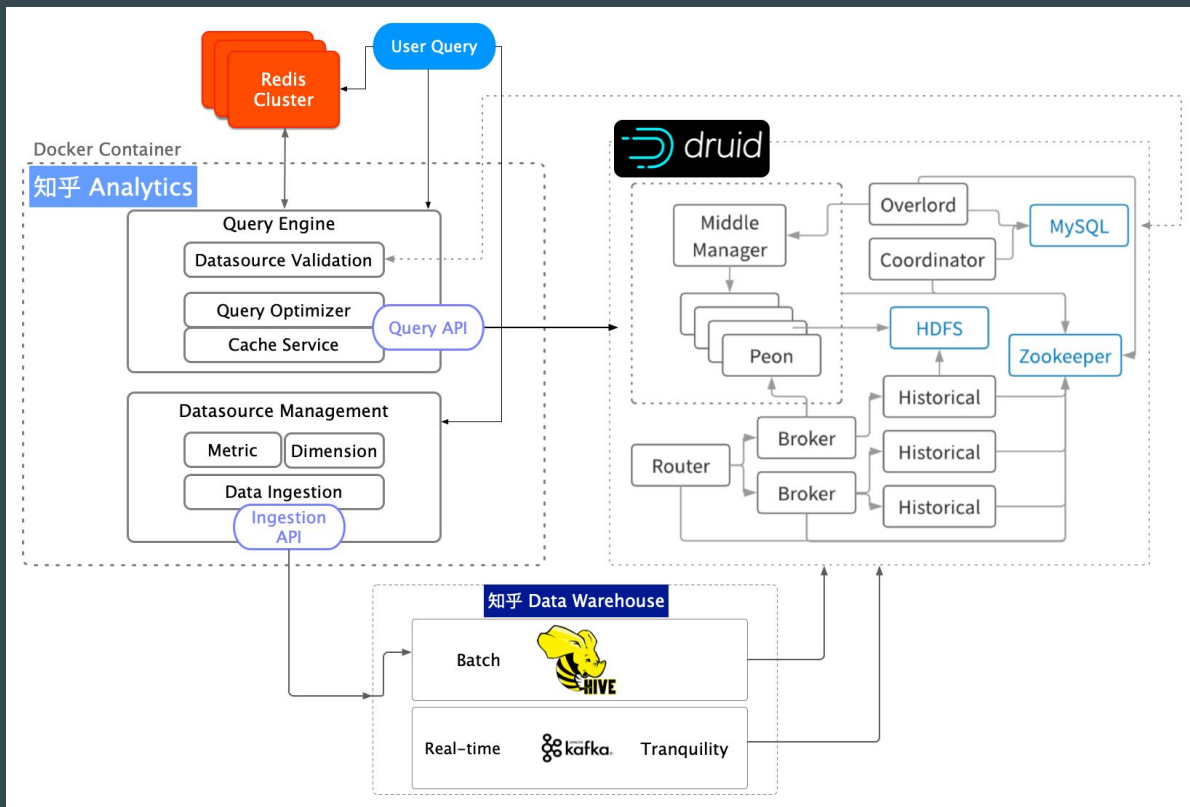 User Query
Redis
Cluster
Docker Container
知乎 Analytics
Query Engine
Datasource Validation
Query Optimizer
Cache Service
Query API
Datasource Management
Metric
Dimension
Data Ingestion
Ingestion
API
druid
Middle
Manager
Overlord
MySQL
Coordinator
Peon
HDFS
Zookeeper
Historical
Broker
Router
Historical
Broker
Historical
知乎 Data Warehouse
Batch
HIVE
Real-time
APACHE
kafka
Tranquility